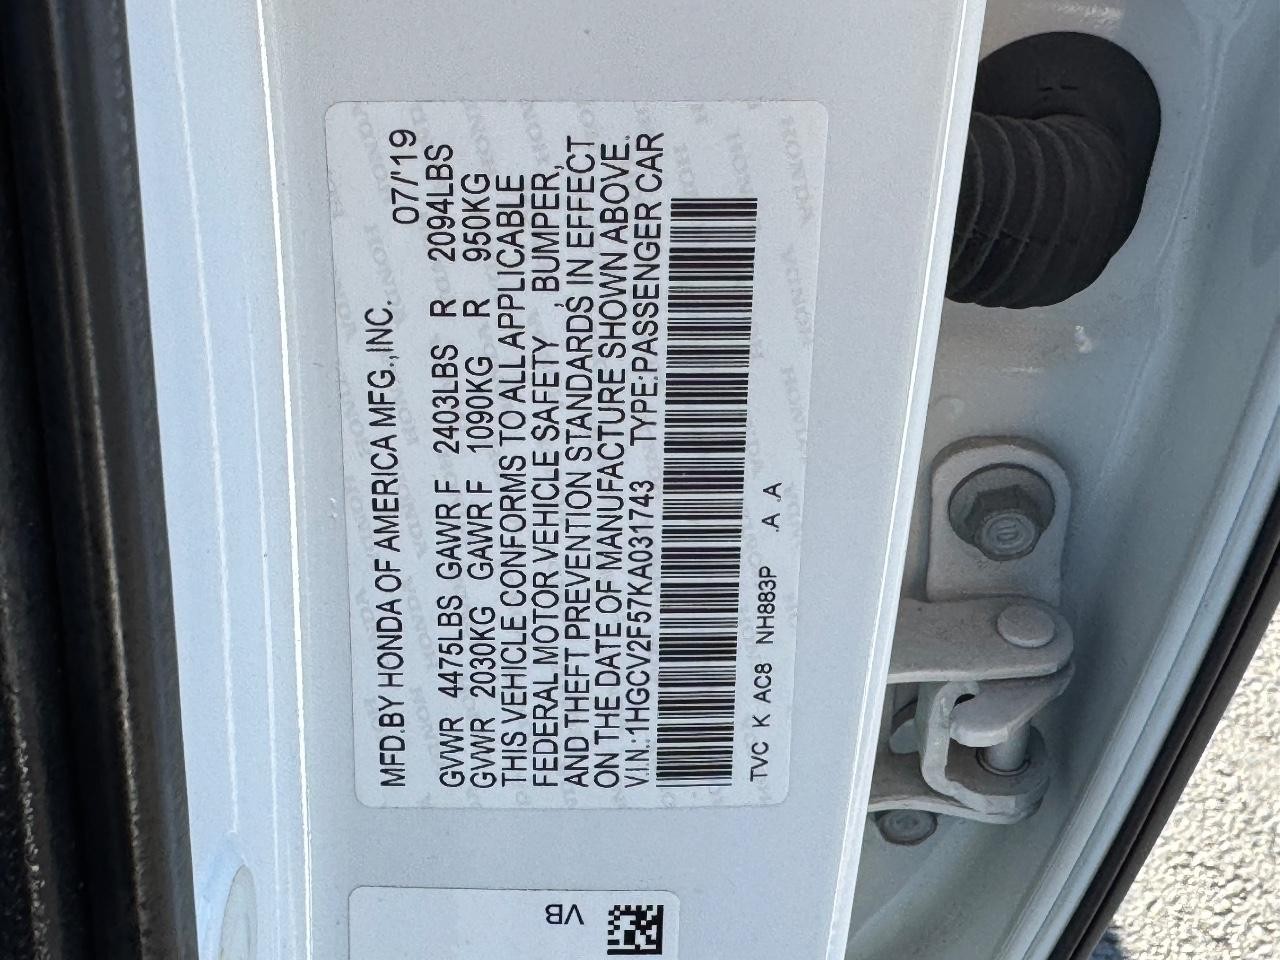 MFD.BY HONDA OF AMERICA MFG.,INC. 07/'19
GVWR 4475LBS GAWR F 2403LBS R 2094LBS
GVWR 2030KG GAWR F 1090KG R 950KG
THIS VEHICLE CONFORMS TO ALL APPLICABLE
FEDERAL MOTOR VEHICLE SAFETY , BUMPER,
AND THEFT PREVENTION STANDARDS IN EFFECT
ON THE DATE OF MANUFACTURE SHOWN ABOVE.
V.I.N.:1HGCV2F57KA031743 TYPE:PASSENGER CAR
TVC K AC8 NH883P .A .A
VB